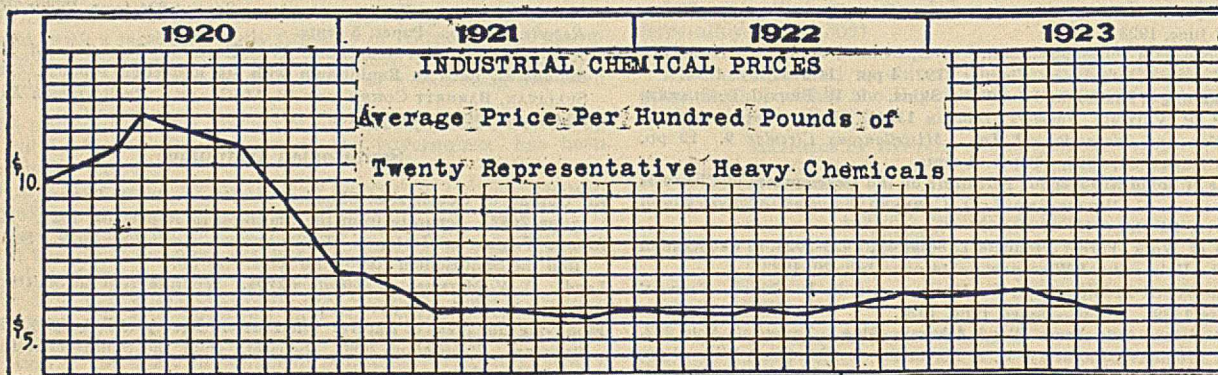 1920 1921 1922 1923
INDUSTRIAL CHEMICAL PRICES
Average Price Per Hundred Pounds of
Twenty Representative Heavy Chemicals
$10.
$5.